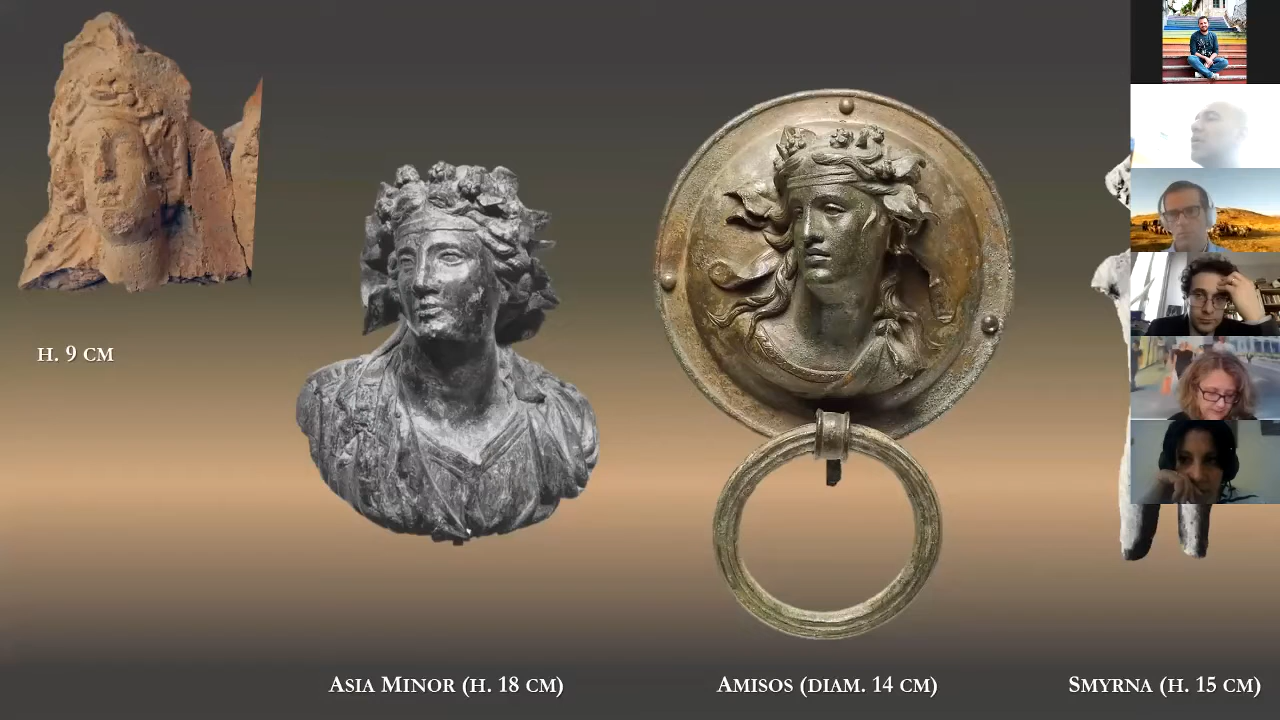 H. 9 CM
ASIA MINOR (H. 18 CM)
AMISOS (DIAM. 14 CM)
SMYRNA (H. 15 CM)